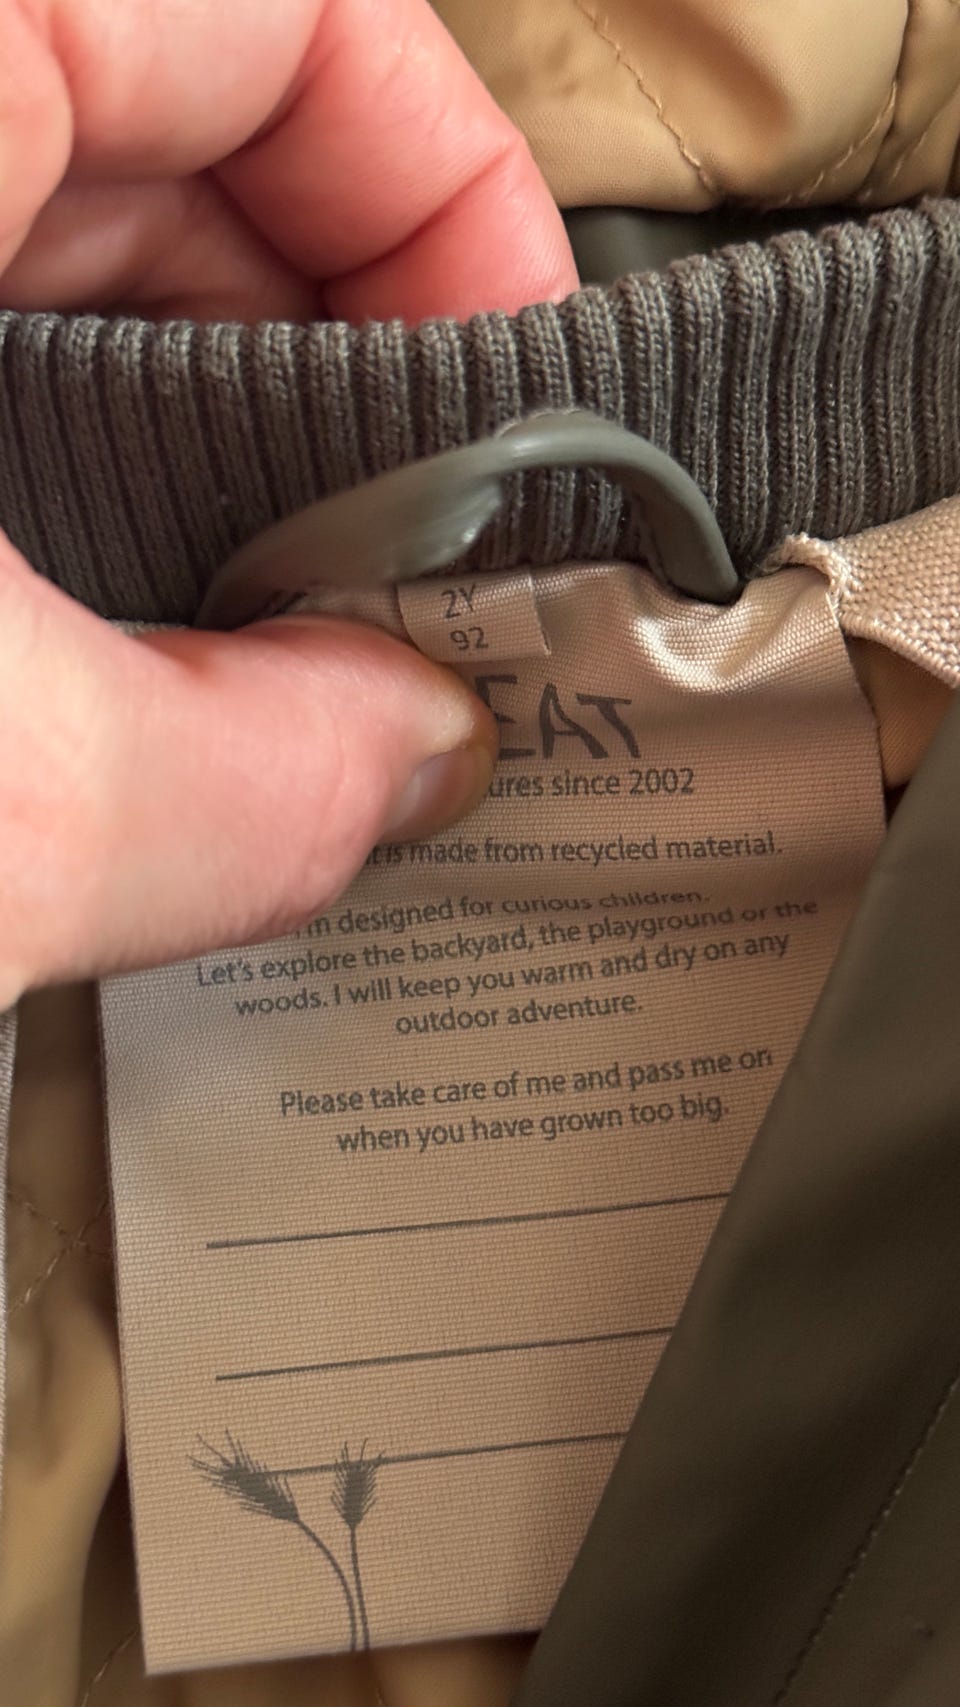 2Y
92
EAT
ures since 2002
is made from recycled material.
designed for curious children.
Let's explore the backyard, the playground or the
woods. I will keep you warm and dry on any
outdoor adventure.
Please take care of me and pass me on
when you have grown too big.